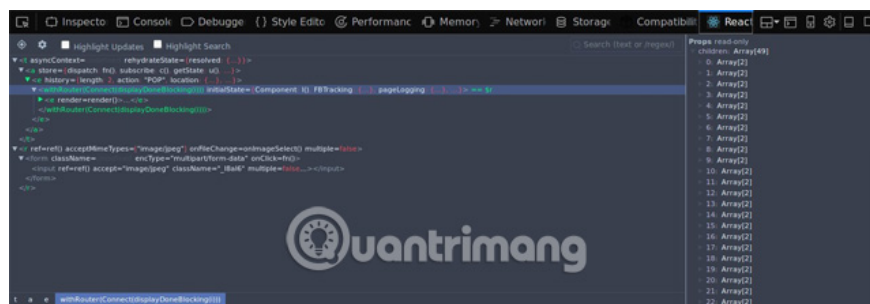 Inspecto Console Debugge {} Style Edito Performanc Memory Network Storage Compatibili React
Highlight Updates Highlight Search Search (text or /regex/)
<t asyncContext= rehydrateState={resolved: {...}}>
<a store={dispatch: fn(), subscribe: c(), getState: u(), ...}>
<e history={length: 2, action: "POP", location: {...}, ...}>
<withRouter(Connect(displayDoneBlocking())) initialState={Component: l(), FBTracking: {...}, pageLogging: {...}, ...}> == $r
<e render=render()>...</e>
</withRouter(Connect(displayDoneBlocking()))>
</e>
</a>
</t>
<r ref=ref() acceptMimeTypes=["image/jpeg"] onFileChange=onImageSelect() multiple=false>
<form className= encType="multipart/form-data" onClick=fn()>
<input ref=ref() accept="image/jpeg" className="_l8al6" multiple=false...></input>
</form>
</r>
Quantrimang
t a e withRouter(Connect(displayDoneBlocking()))
Props read-only
children: Array[49]
0: Array[2]
1: Array[2]
2: Array[2]
3: Array[2]
4: Array[2]
5: Array[2]
6: Array[2]
7: Array[2]
8: Array[2]
9: Array[2]
10: Array[2]
11: Array[2]
12: Array[2]
13: Array[2]
14: Array[2]
15: Array[2]
16: Array[2]
17: Array[2]
18: Array[2]
19: Array[2]
20: Array[2]
21: Array[2]
22: Array[2]